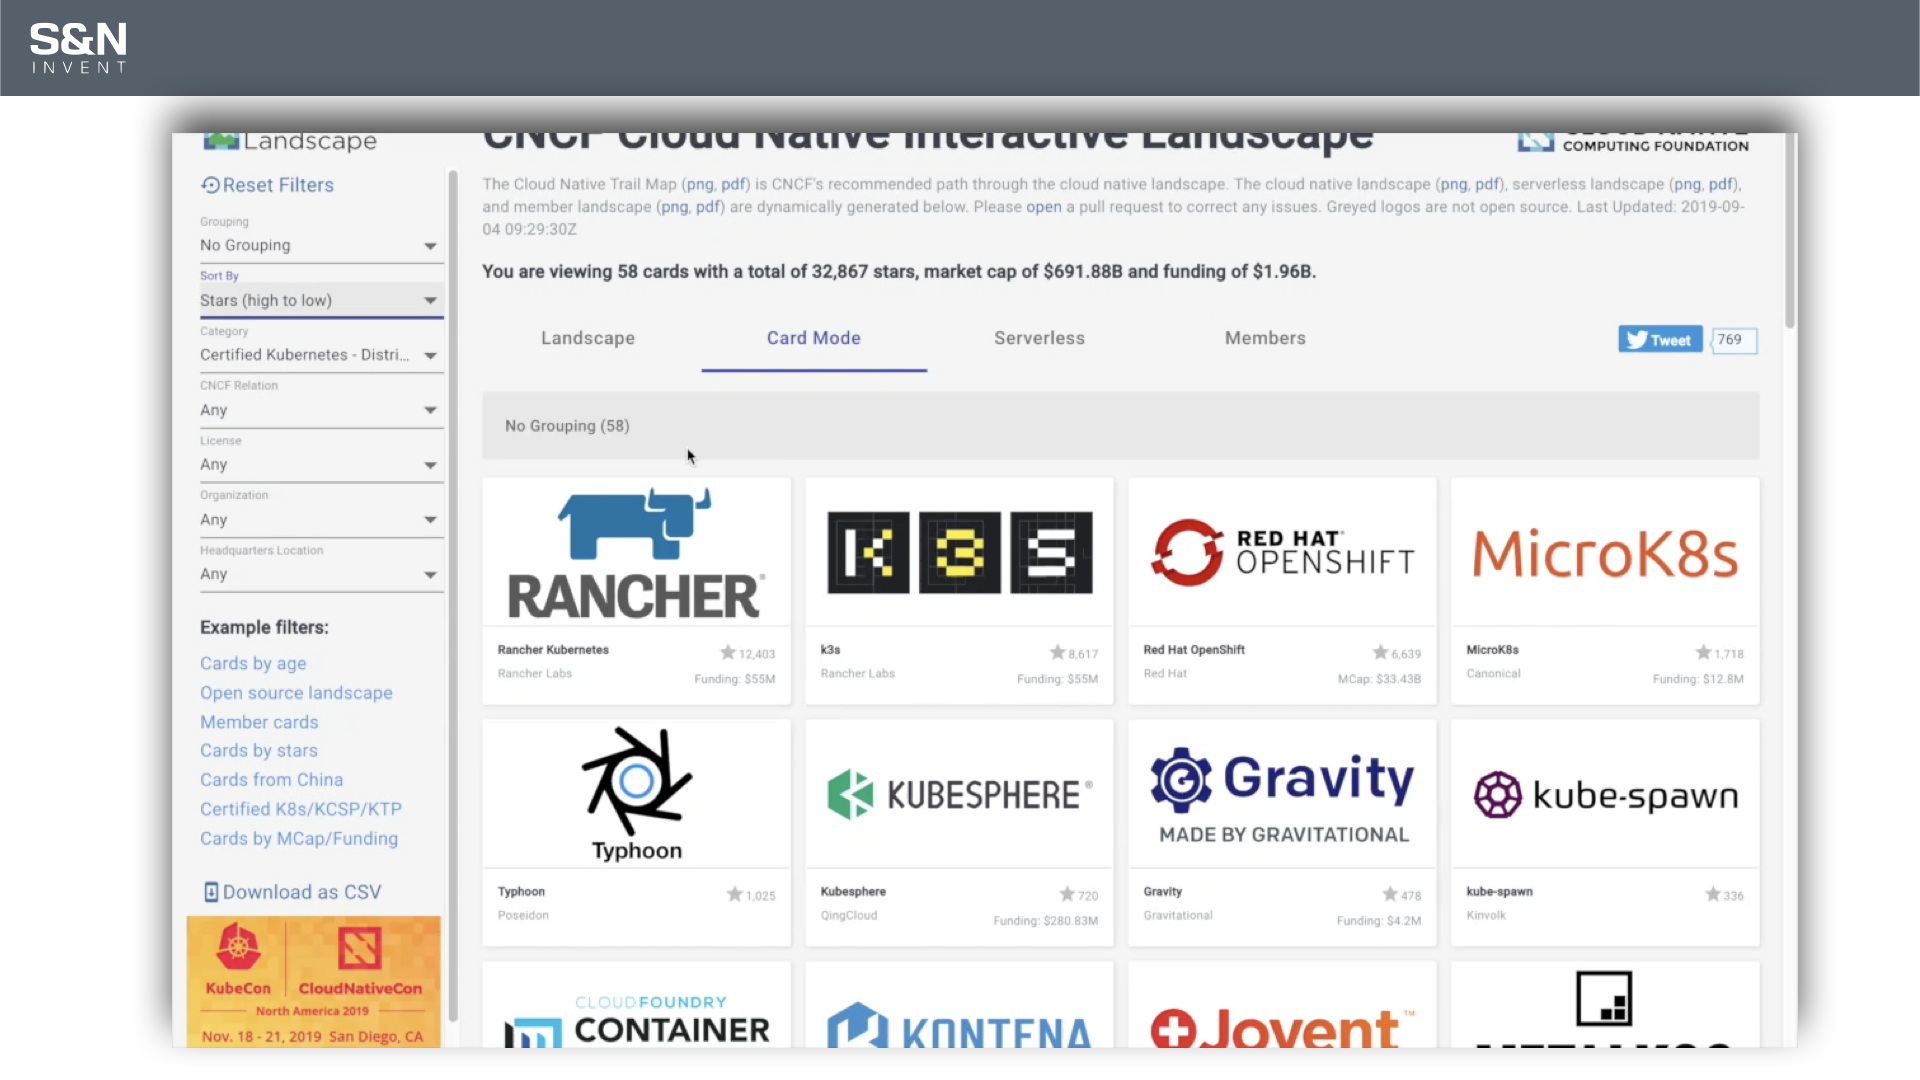 S&N
INVENT
Landscape
CNCF Cloud Native Interactive Landscape
CLOUD NATIVE
COMPUTING FOUNDATION
Reset Filters
The Cloud Native Trail Map (png, pdf) is CNCF's recommended path through the cloud native landscape. The cloud native landscape (png, pdf), serverless landscape (png, pdf),
and member landscape (png, pdf) are dynamically generated below. Please open a pull request to correct any issues. Greyed logos are not open source. Last Updated: 2019-09-
04 09:29:30Z
Grouping
No Grouping
Sort By
Stars (high to low)
Category
Certified Kubernetes - Distri...
CNCF Relation
Any
License
Any
Organization
Any
Headquarters Location
Any
Example filters:
Cards by age
Open source landscape
Member cards
Cards by stars
Cards from China
Certified K8s/KCSP/KTP
Cards by MCap/Funding
Download as CSV
KubeCon
CloudNativeCon
North America 2019
Nov. 18 - 21, 2019 San Diego, CA
You are viewing 58 cards with a total of 32,867 stars, market cap of $691.88B and funding of $1.96B.
Landscape
Card Mode
Serverless
Members
Tweet
769
No Grouping (58)
RANCHER®
Rancher Kubernetes
12,403
Rancher Labs
Funding: $55M
K3S
k3s
8,617
Rancher Labs
Funding: $55M
RED HAT®
OPENSHIFT
Red Hat OpenShift
6,639
Red Hat
MCap: $33.43B
MicroK8s
MicroK8s
1,718
Canonical
Funding: $12.8M
Typhoon
Typhoon
1,025
Poseidon
KUBESPHERE®
Kubesphere
720
QingCloud
Funding: $280.83M
Gravity
MADE BY GRAVITATIONAL
Gravity
478
Gravitational
Funding: $4.2M
kube-spawn
kube-spawn
336
Kinvolk
CLOUDFOUNDRY
CONTAINER
KONTENA
Jovent™